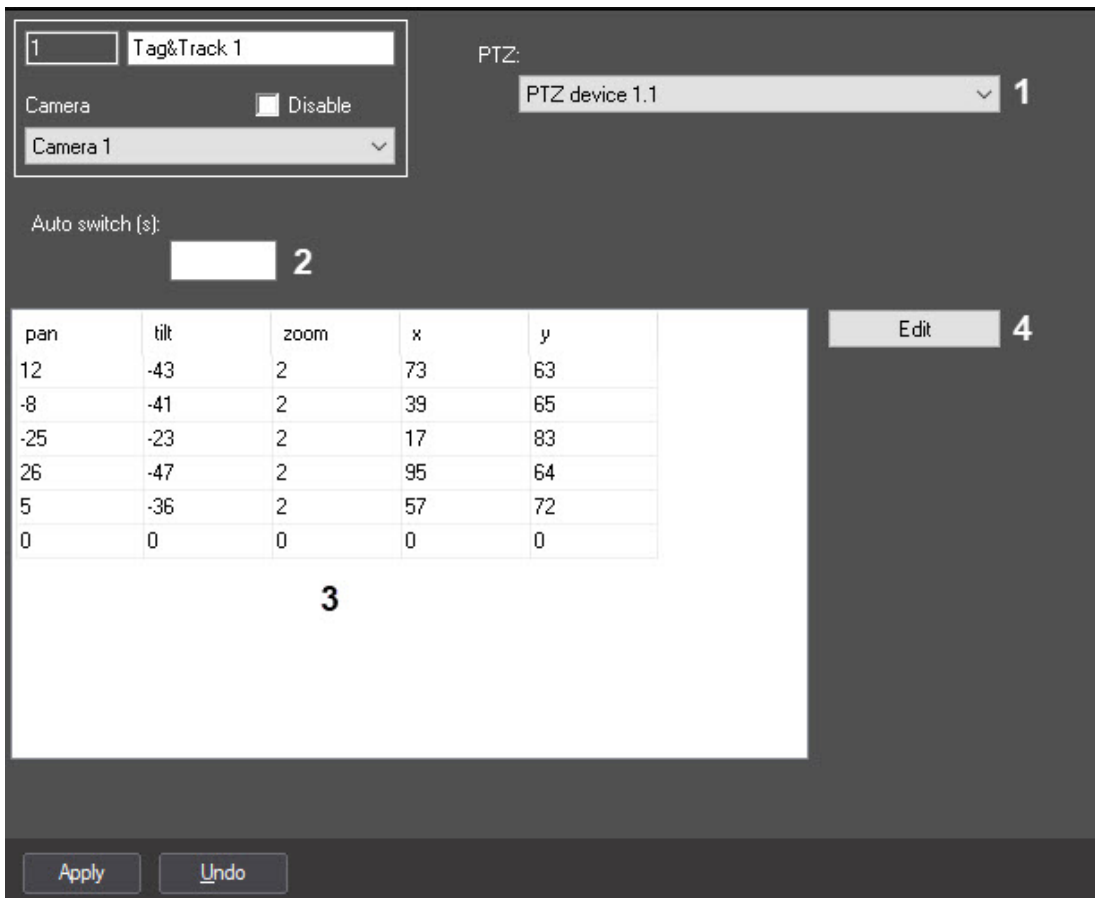 1 Tag&Track 1
PTZ:
PTZ device 1.1 1
Camera Disable
Camera 1
Auto switch (s):
2
pan tilt zoom x y
12 -43 2 73 63
-8 -41 2 39 65
-25 -23 2 17 83
26 -47 2 95 64
5 -36 2 57 72
0 0 0 0 0
3
Edit 4
Apply Undo